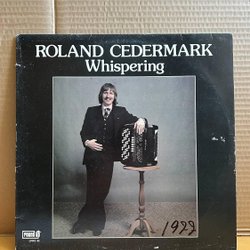 ROLAND CEDERMARK
Whispering
1977